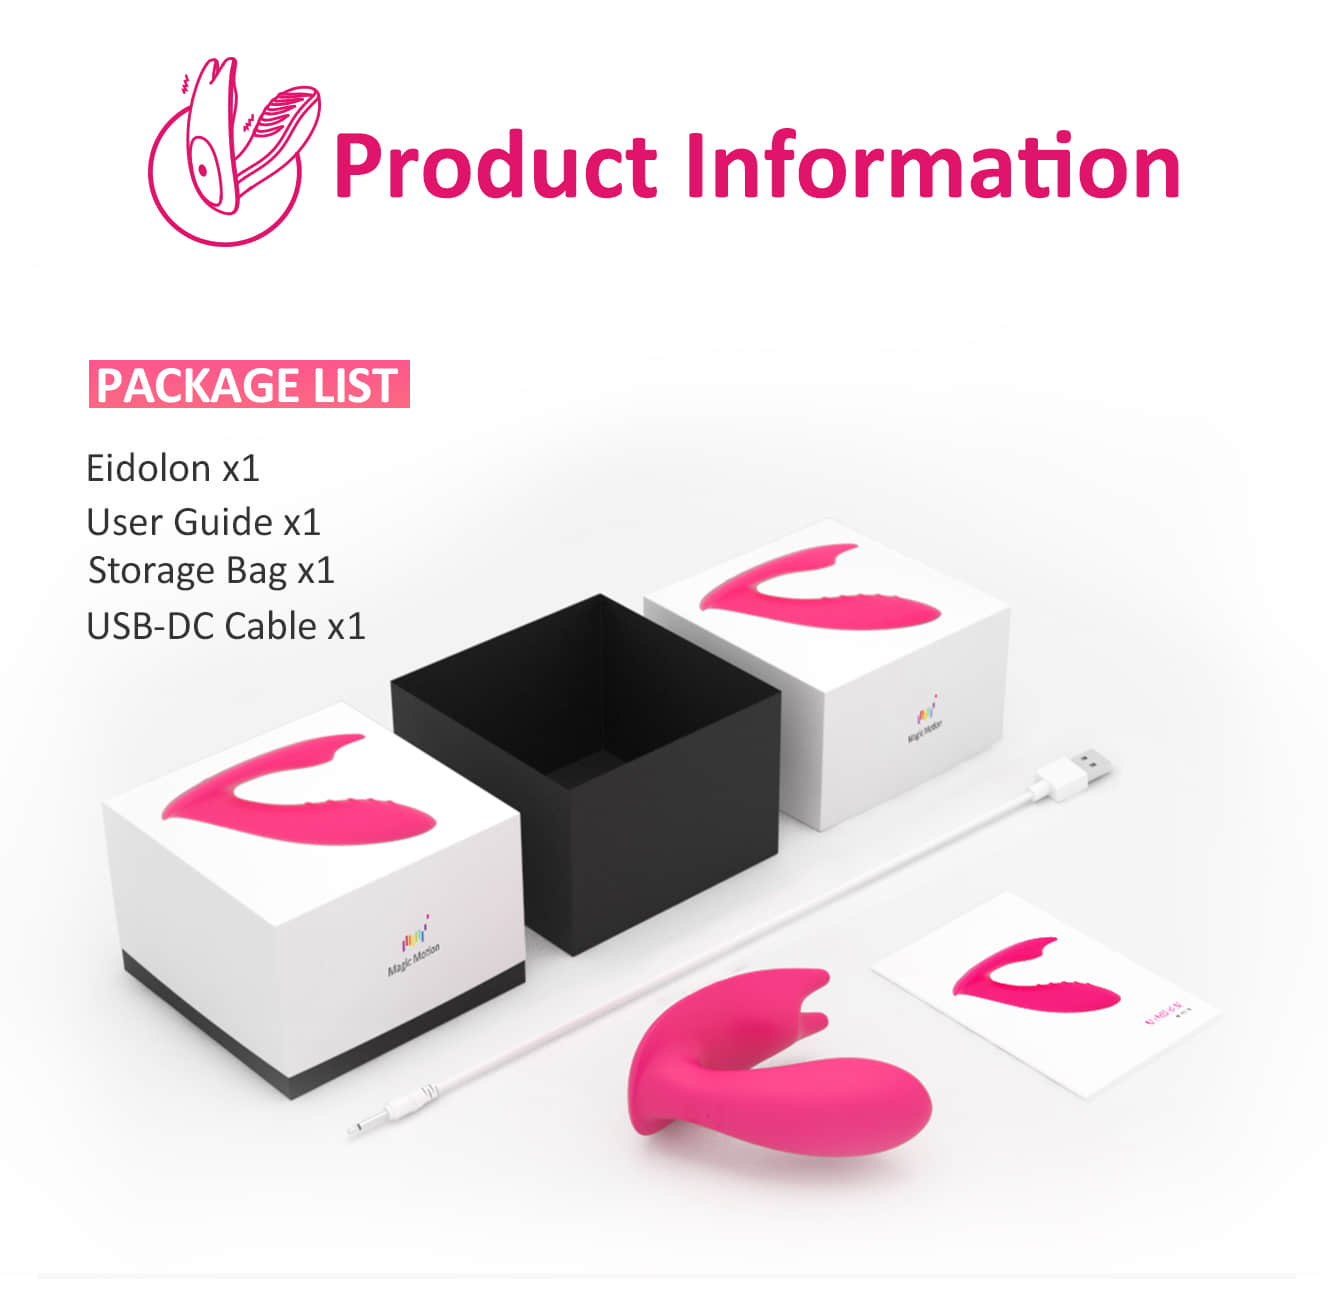 Product Information
PACKAGE LIST
Eidolon x1
User Guide x1
Storage Bag x1
USB-DC Cable x1
Magic Motion
Magic Motion